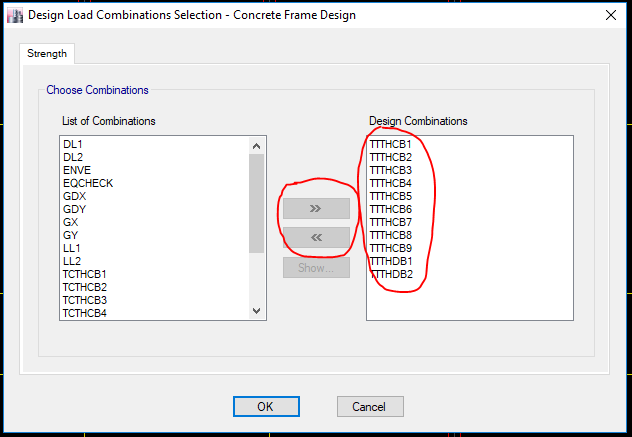 Design Load Combinations Selection - Concrete Frame Design
Strength
Choose Combinations
List of Combinations
DL1
DL2
ENVE
EQCHECK
GDX
GDY
GX
GY
LL1
LL2
TCTHCB1
TCTHCB2
TCTHCB3
TCTHCB4
>>
<<
Show...
Design Combinations
TTTHCB1
TTTHCB2
TTTHCB3
TTTHCB4
TTTHCB5
TTTHCB6
TTTHCB7
TTTHCB8
TTTHCB9
TTTHDB1
TTTHDB2
OK
Cancel